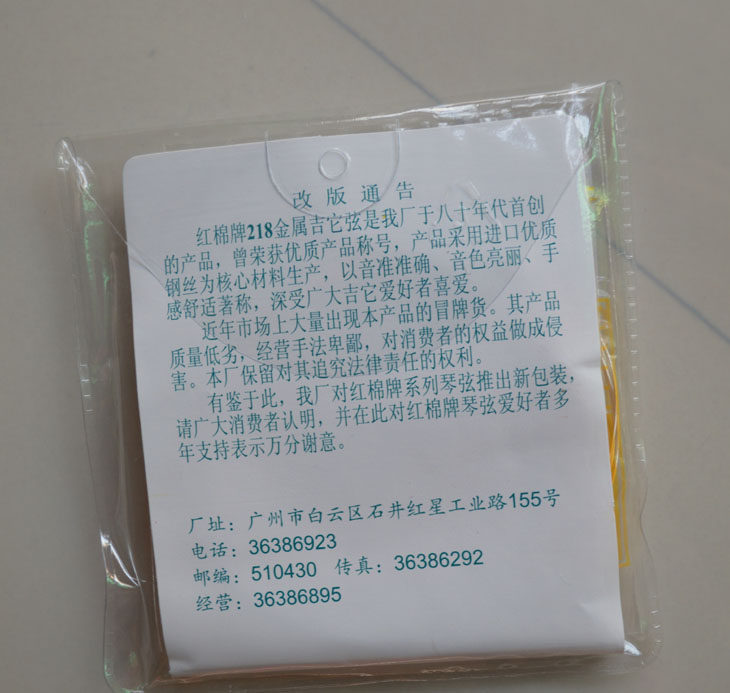 改版通告
红棉牌218金属吉它弦是我厂于八十年代首创
的产品，曾荣获优质产品称号，产品采用进口优质
钢丝为核心材料生产，以音准准确、音色亮丽、手
感舒适著称，深受广大吉它爱好者喜爱。
近年市场上大量出现本产品的冒牌货。其产品
质量低劣，经营手法卑鄙，对消费者的权益做成侵
害。本厂保留对其追究法律责任的权利。
有鉴于此，我厂对红棉牌系列琴弦推出新包装，
请广大消费者认明，并在此对红棉牌琴弦爱好者多
年支持表示万分谢意。
厂址：广州市白云区石井红星工业路155号
电话：36386923
邮编：510430 传真：36386292
经营：36386895